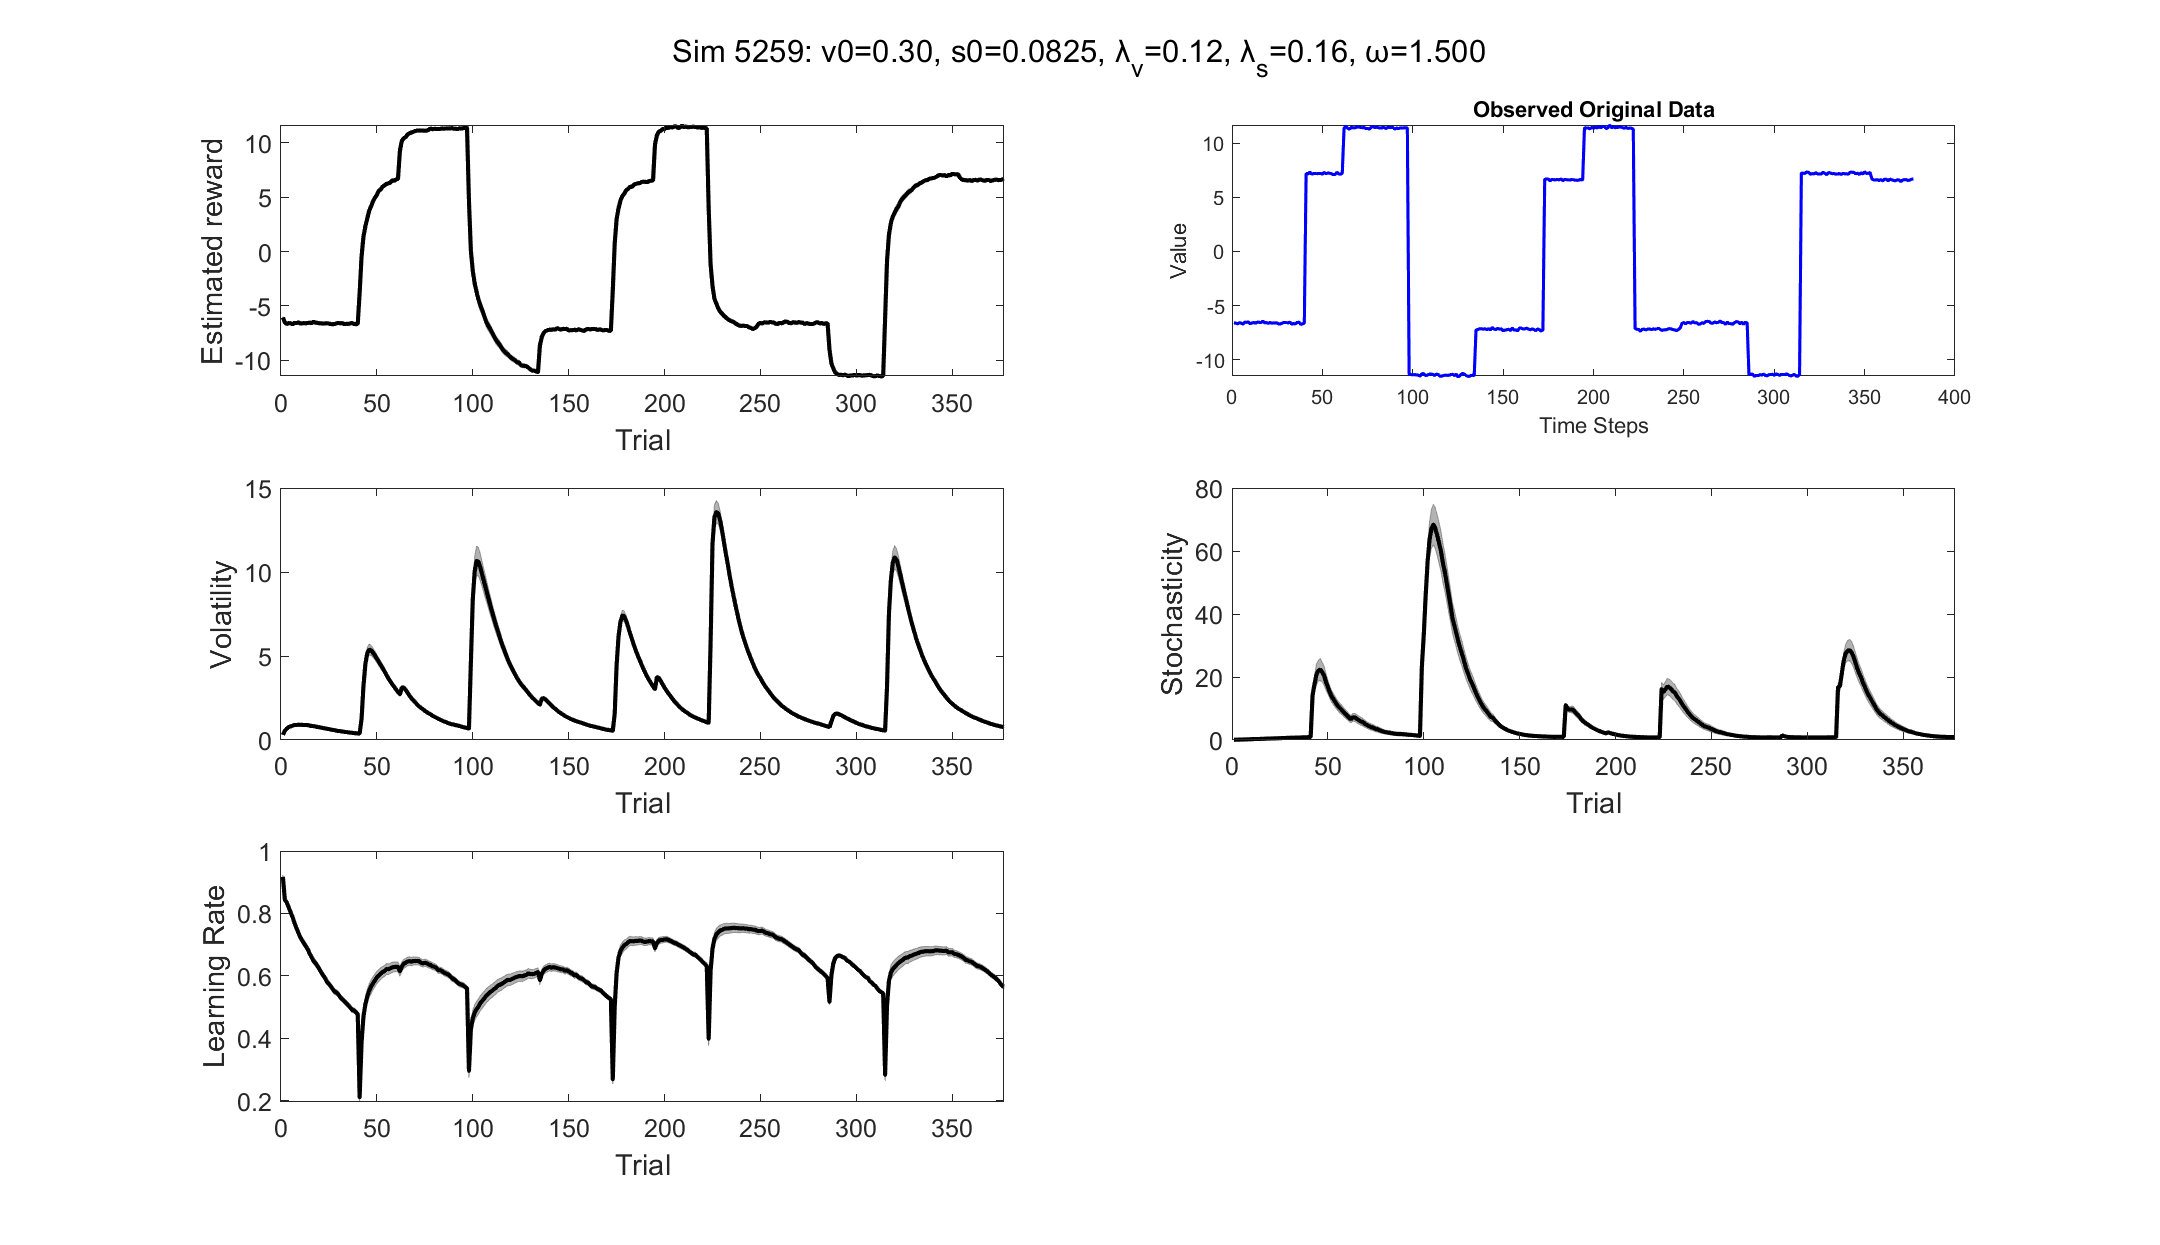 Sim 5259: v0=0.30, s0=0.0825, λv=0.12, λs=0.16, ω=1.500
Estimated reward
10
5
0
-5
-10
0 50 100 150 200 250 300 350
Trial
Observed Original Data
Value
10
5
0
-5
-10
0 50 100 150 200 250 300 350 400
Time Steps
Volatility
15
10
5
0
0 50 100 150 200 250 300 350
Trial
Stochasticity
80
60
40
20
0
0 50 100 150 200 250 300 350
Trial
Learning Rate
1
0.8
0.6
0.4
0.2
0 50 100 150 200 250 300 350
Trial